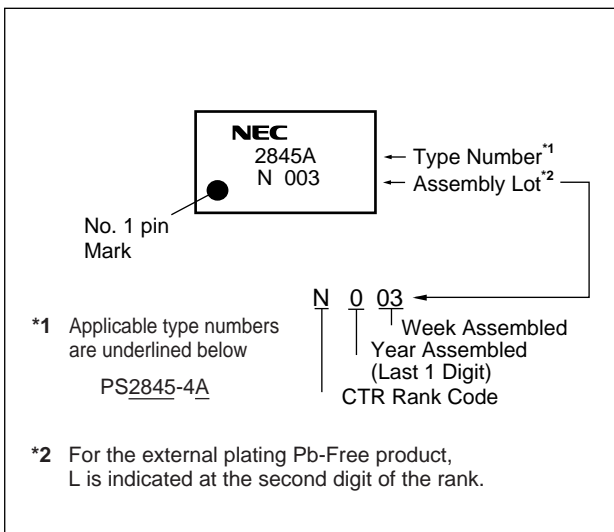 NEC
2845A
N 003
Type Number*1
Assembly Lot*2
No. 1 pin
Mark
N 0 03
Week Assembled
Year Assembled
(Last 1 Digit)
CTR Rank Code
*1 Applicable type numbers
are underlined below
PS2845-4A
*2 For the external plating Pb-Free product,
L is indicated at the second digit of the rank.